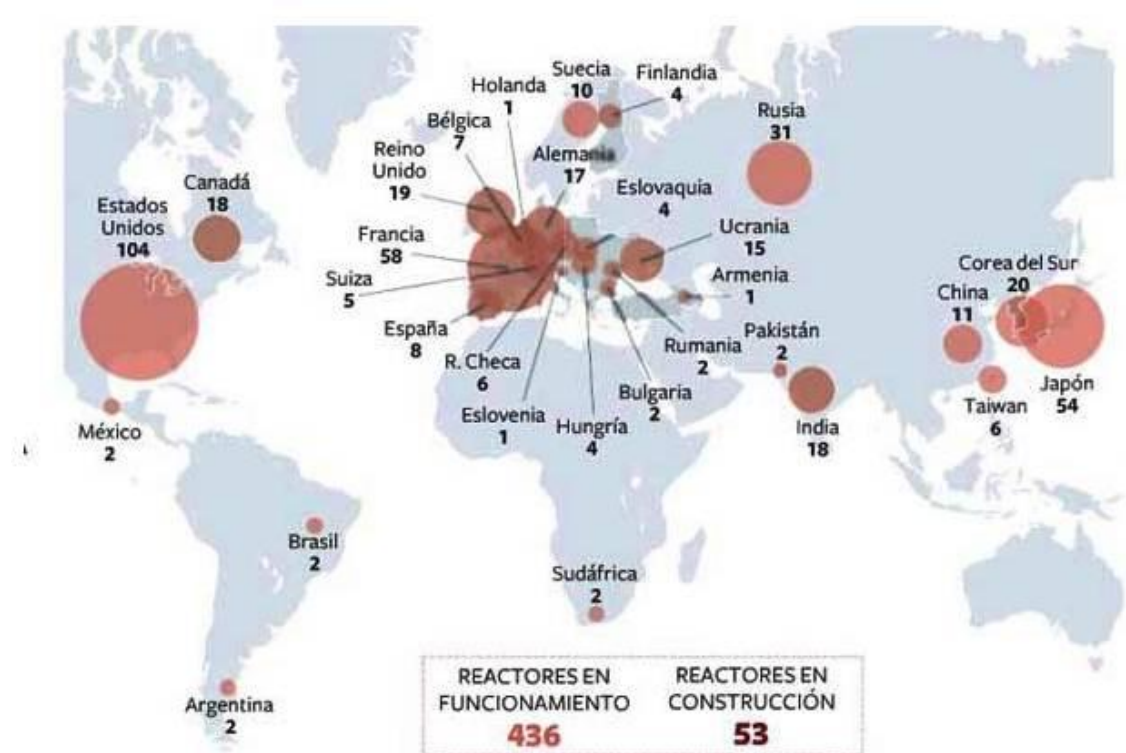 Suecia
10
Finlandia
4
Holanda
1
Bélgica
7
Rusia
31
Reino
Unido
19
Alemania
17
Canadá
18
Estados
Unidos
104
Eslovaquia
4
Francia
58
Ucrania
15
Suiza
5
Armenia
1
Corea del Sur
20
China
11
España
8
R. Checa
6
Rumania
2
Pakistán
2
Japón
54
Bulgaria
2
Taiwan
6
Eslovenia
1
Hungría
4
India
18
México
2
Brasil
2
Sudáfrica
2
Argentina
2
REACTORES EN
FUNCIONAMIENTO
436
REACTORES EN
CONSTRUCCIÓN
53